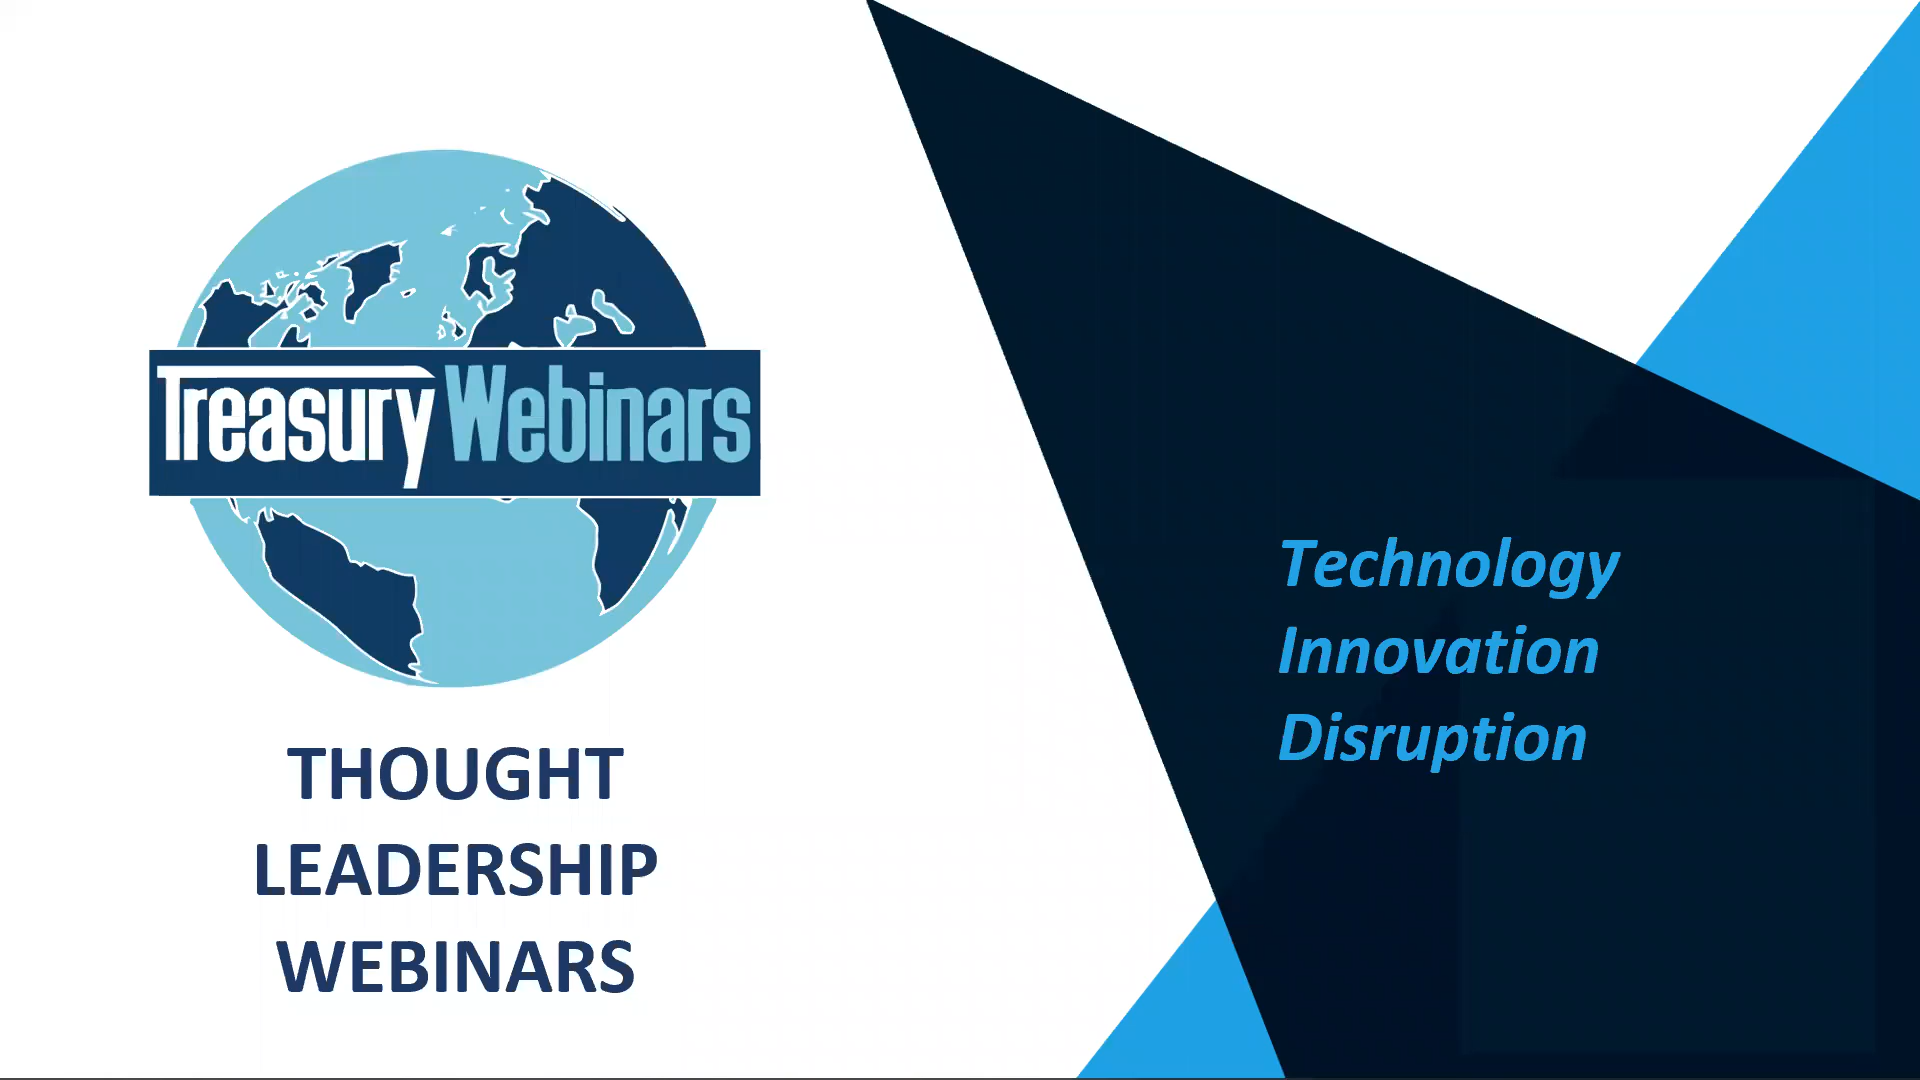 Treasury Webinars
THOUGHT
LEADERSHIP
WEBINARS
Technology
Innovation
Disruption